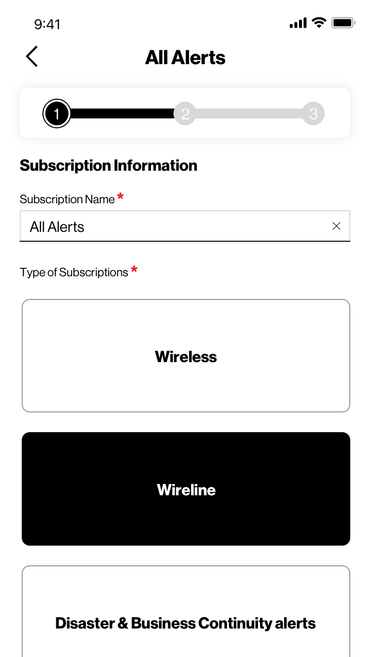 9:41
All Alerts
1 2 3
Subscription Information
Subscription Name *
All Alerts
Type of Subscriptions *
Wireless
Wireline
Disaster & Business Continuity alerts